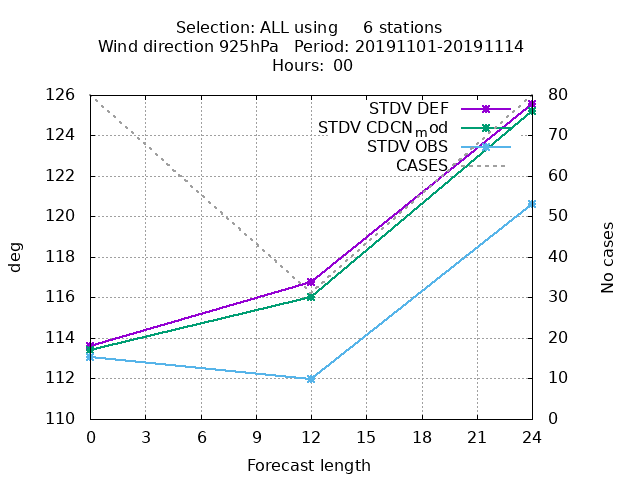 Selection: ALL using     6 stations
Wind direction 925hPa   Period: 20191101-20191114
Hours:  00
STDV DEF
STDV CDCNmod
STDV OBS
CASES
126
124
122
120
118
116
114
112
110
80
70
60
50
40
30
20
10
0
deg
No cases
0 3 6 9 12 15 18 21 24
Forecast length